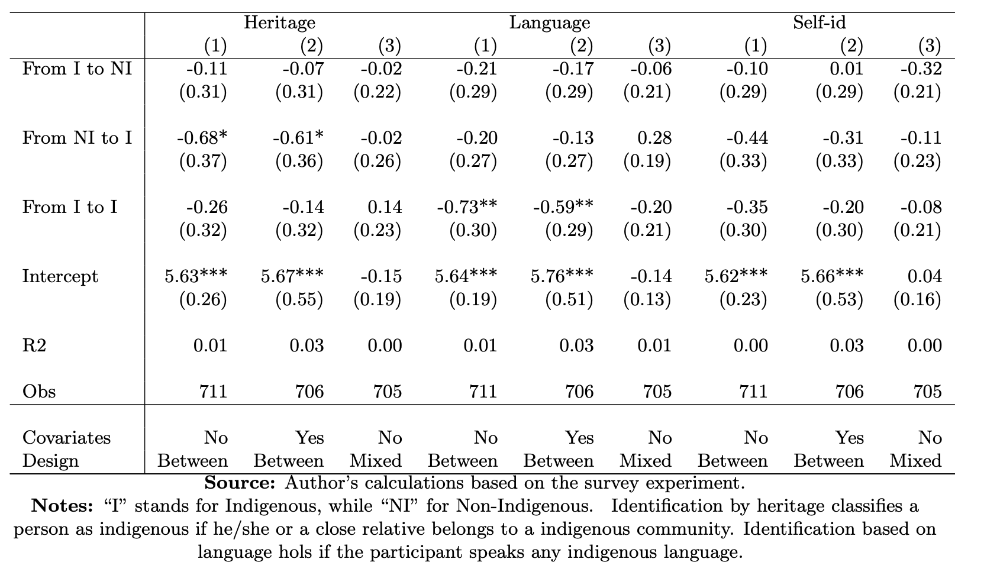 Heritage Language Self-id
(1) (2) (3) (1) (2) (3) (1) (2) (3)
From I to NI -0.11 -0.07 -0.02 -0.21 -0.17 -0.06 -0.10 0.01 -0.32
(0.31) (0.31) (0.22) (0.29) (0.29) (0.21) (0.29) (0.29) (0.21)
From NI to I -0.68* -0.61* -0.02 -0.20 -0.13 0.28 -0.44 -0.31 -0.11
(0.37) (0.36) (0.26) (0.27) (0.27) (0.19) (0.33) (0.33) (0.23)
From I to I -0.26 -0.14 0.14 -0.73** -0.59** -0.20 -0.35 -0.20 -0.08
(0.32) (0.32) (0.23) (0.30) (0.29) (0.21) (0.30) (0.30) (0.21)
Intercept 5.63*** 5.67*** -0.15 5.64*** 5.76*** -0.14 5.62*** 5.66*** 0.04
(0.26) (0.55) (0.19) (0.19) (0.51) (0.13) (0.23) (0.53) (0.16)
R2 0.01 0.03 0.00 0.01 0.03 0.01 0.00 0.03 0.00
Obs 711 706 705 711 706 705 711 706 705
Covariates No Yes No No Yes No No Yes No
Design Between Between Mixed Between Between Mixed Between Between Mixed
Source: Author's calculations based on the survey experiment.
Notes: “I” stands for Indigenous, while “NI” for Non-Indigenous. Identification by heritage classifies a
person as indigenous if he/she or a close relative belongs to a indigenous community. Identification based on
language hols if the participant speaks any indigenous language.